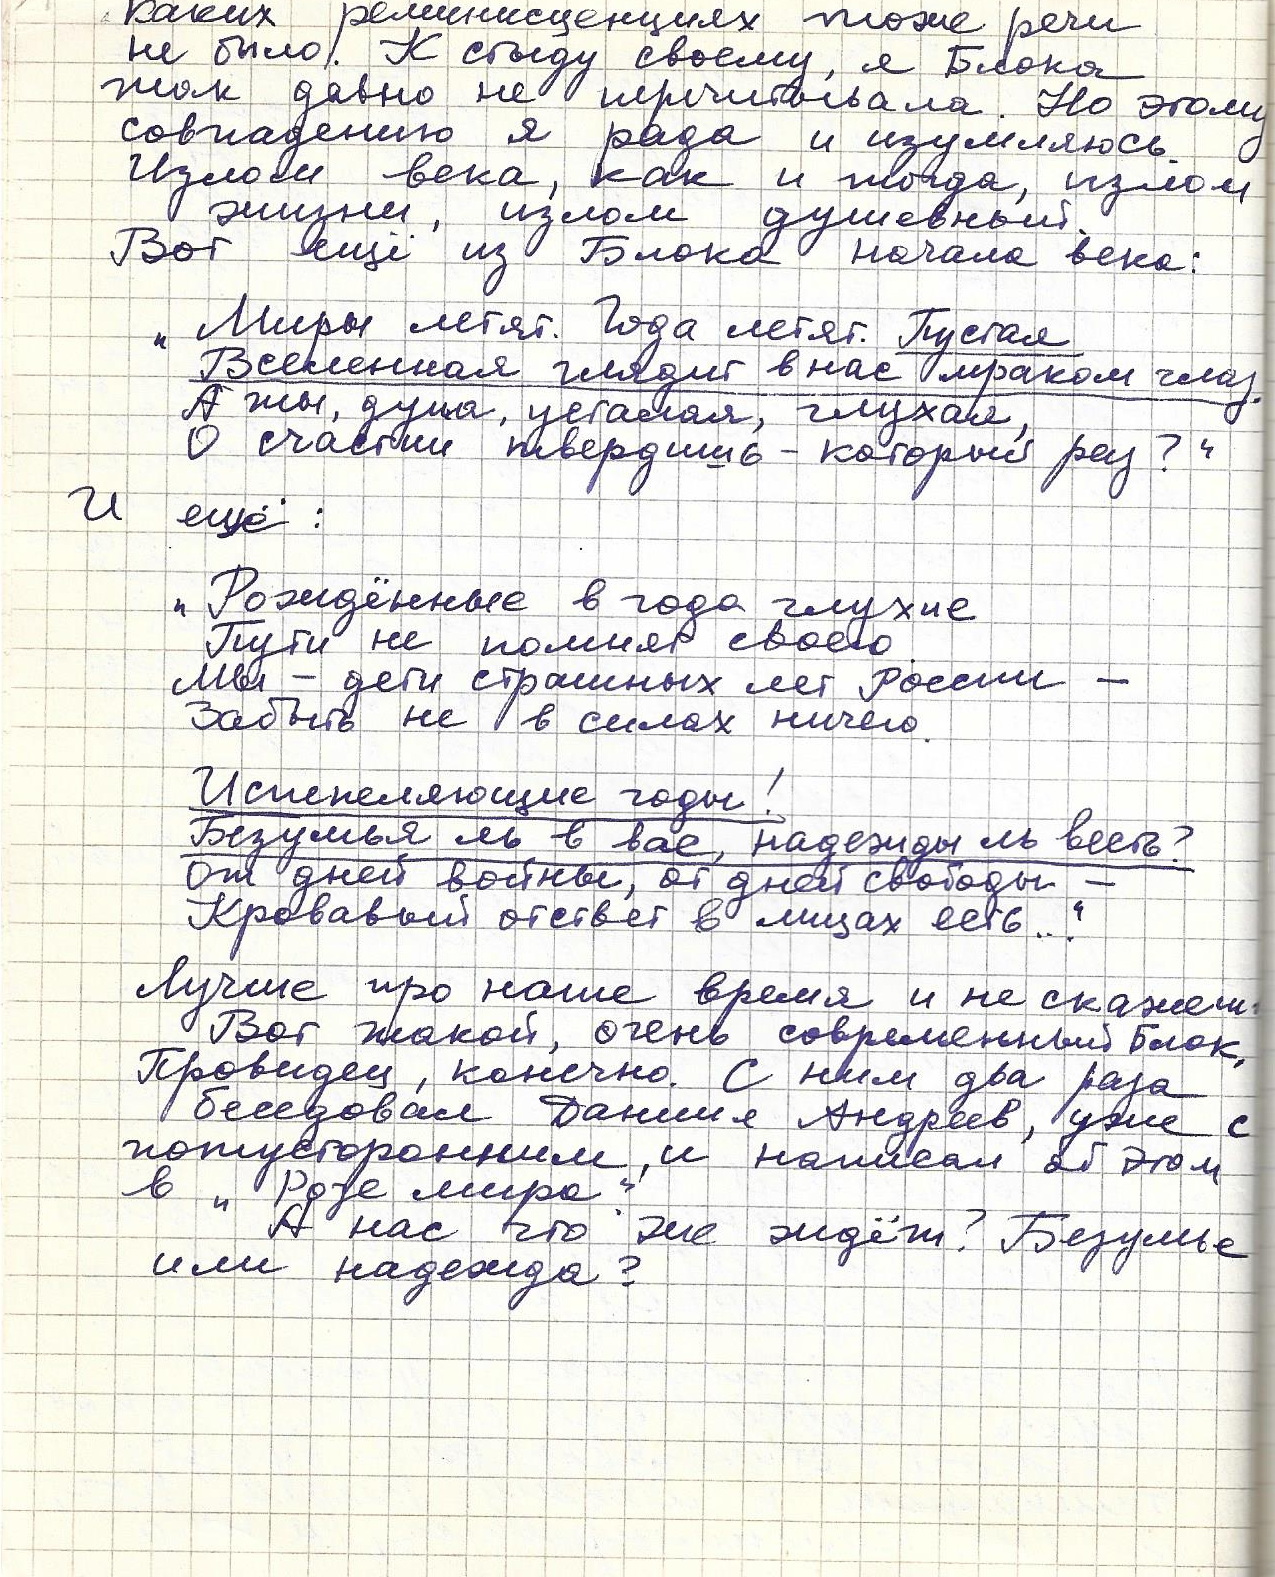 каких реминисценциях тоже речи
не было). К стыду своему, я Блока
так давно не перечитывала. Но этому
совпадению я рада и изумляюсь.
Излом века, как и тогда, излом
жизни, излом душевный.
Вот ещё из Блока начала века:
„Миры летят. Года летят. Пустая
Вселенная глядит в нас мраком глаз.
А ты, душа, усталая, глухая,
О счастии твердишь – который раз?“
И ещё:
„Рождённые в года глухие
Пути не помнят своего.
Мы – дети страшных лет России –
Забыть не в силах ничего.
Испепеляющие годы!
Безумья ль в вас, надежды ль весть?
От дней войны, от дней свободы –
Кровавый отсвет в лицах есть..“
Лучше про наше время и не скажешь.
Вот такой, очень современный Блок,
Провидец, конечно. С ним два раза
беседовал Даниил Андреев, уже с
потусторонним, и написал об этом
в „Розе мира“.
А нас что же ждёт? Безумье
или надежда?